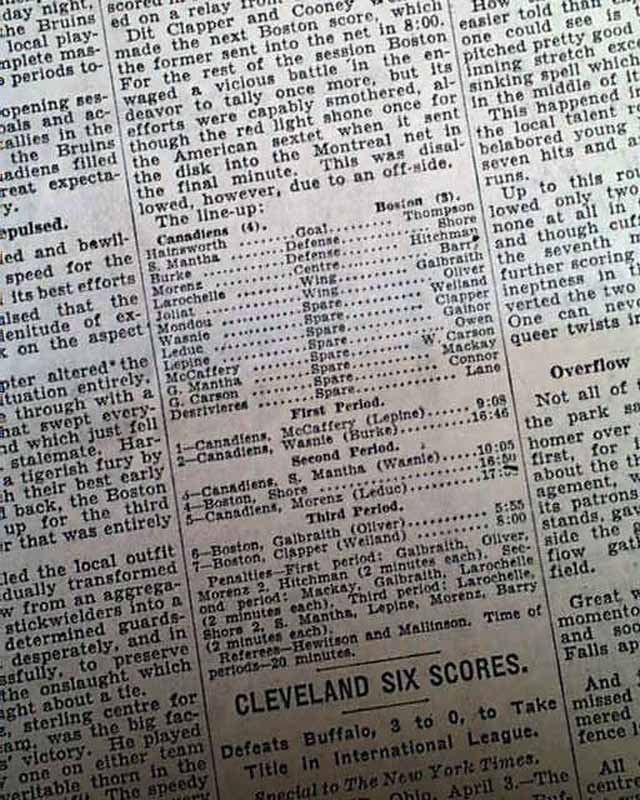 day night,
the Bruins
local play-
mplete mas-
periods to-
opening ses-
oals and ac-
tallies in the
the Bruins
nadiens filled
reat expecta-
y.
epulsed.
ed and bewil-
speed for the
its best efforts
alsed that the
lenitude of ex-
k on the aspect
pter altered the
ituation entirely,
e through with a
hat swept every-
nd which just fell
stalemate. Har-
a tigerish fury by
h their best early
l back, the Boston
up for the third
r that was entirely
led the local outfit
dually transformed
w from an aggrega-
stickwielders into a
determined guards-
desperately, and in
ssfully, to preserve
the onslaught which
ght about a tie.
z, sterling centre for
eam, was the big fac-
s' victory. He played
y one on either team
eritable thorn in the
The speedy
scored in
ed on a relay from
Dit Clapper and Cooney
made the next Boston score, which
the former sent into the net in 8:00.
For the rest of the session Boston
waged a vicious battle in the en-
deavor to tally once more, but its
efforts were capably smothered, al-
though the red light shone once for
the American sextet when it sent
the disk into the Montreal net in
the final minute. This was disal-
lowed, however, due to an off-side.
The line-up:
Canadiens (4). Boston (3).
Hainsworth ........Goal........ Thompson
S. Mantha ........Defense........ Shore
Burke ........Defense........ Hitchman
Morenz ........Centre........ Barry
Larochelle ........Wing........ Galbraith
Joliat ........Wing........ Oliver
Mondou ........Spare........ Weiland
Wasnie ........Spare........ Clapper
Leduc ........Spare........ Gainor
Lepine ........Spare........ Owen
McCaffery ........Spare........ W. Carson
G. Mantha ........Spare........ Mackay
G. Carson ........Spare........ Connor
Desrivieres ........Spare........ Lane
First Period.
1—Canadiens, McCaffery (Lepine)........ 9:08
2—Canadiens, Wasnie (Burke)........16:46
Second Period.
3—Canadiens, S. Mantha (Wasnie)....10:05
4—Boston, Shore ........16:50
5—Canadiens, Morenz (Leduc)........
Third Period.
6—Boston, Galbraith (Oliver)........ 5:55
7—Boston, Clapper (Weiland)........ 8:00
Penalties—First period: Galbraith, Oliver,
Morenz 2, Hitchman (2 minutes each). Sec-
ond period: Mackay, Galbraith, Larochelle
(2 minutes each). Third period: Larochelle,
Shore 2, S. Mantha, Lepine, Morenz, Barry
(2 minutes each).
Referees—Hewitson and Mallinson. Time of
periods—20 minutes.
CLEVELAND SIX SCORES.
Defeats Buffalo, 3 to 0, to Take
Title in International League.
Special to The New York Times.
Ohio, April 3.—The
How
easier told than
one could see is
pitched pretty good
inning stretch exc
sinking spell which
in the middle of
This happened in
the local talent
belabored young
seven hits and a
runs.
Up to this rou
lowed only two
none at all in
and though cuf
the seventh
further scoring
ineptness in t
verted the two
One can nev
queer twists in
Overflow
Not all of
the park sa
homer over
first, for
about the th
agement, w
its patrons
stands, gav
side the
flow gath
field.
Great w
momento
and soo
Falls ap
And
missed
mered
fence i
All
centr